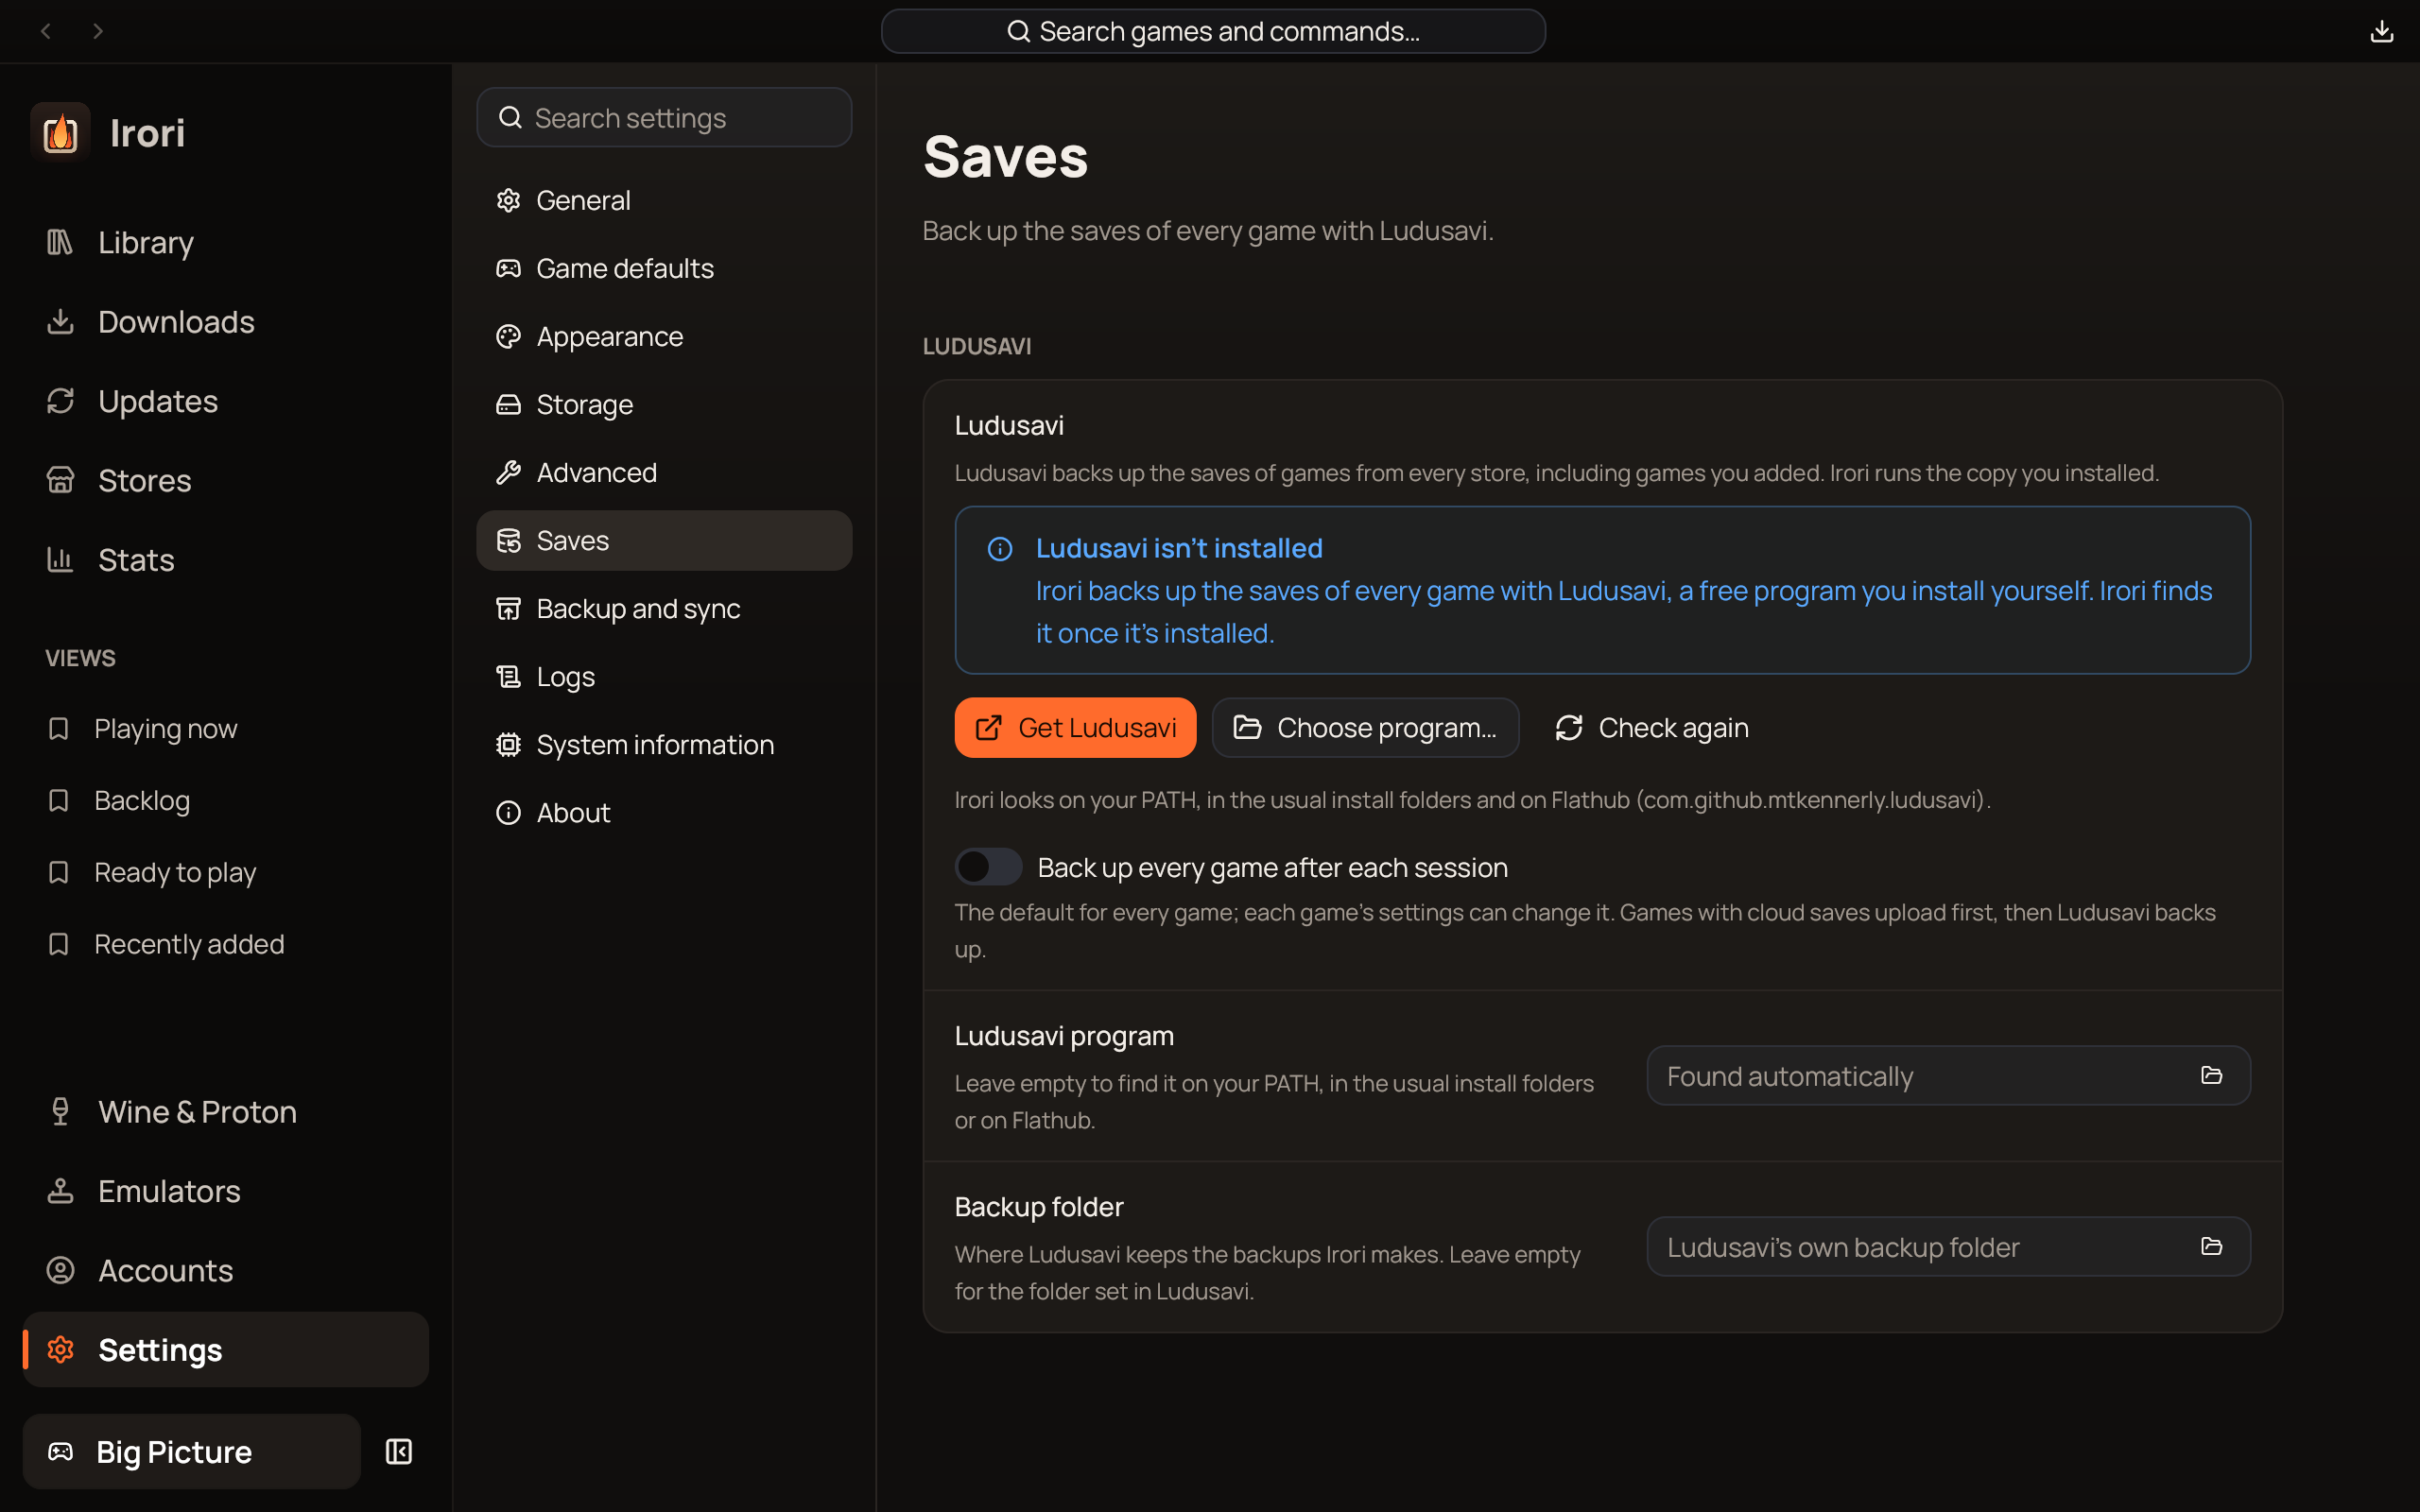 Search games and commands...
Irori
Library
Downloads
Updates
Stores
Stats
VIEWS
Playing now
Backlog
Ready to play
Recently added
Wine & Proton
Emulators
Accounts
Settings
Big Picture
Search settings
General
Game defaults
Appearance
Storage
Advanced
Saves
Backup and sync
Logs
System information
About
Saves
Back up the saves of every game with Ludusavi.
LUDUSAVI
Ludusavi
Ludusavi backs up the saves of games from every store, including games you added. Irori runs the copy you installed.
Ludusavi isn’t installed
Irori backs up the saves of every game with Ludusavi, a free program you install yourself. Irori finds
it once it’s installed.
Get Ludusavi
Choose program...
Check again
Irori looks on your PATH, in the usual install folders and on Flathub (com.github.mtkennerly.ludusavi).
Back up every game after each session
The default for every game; each game’s settings can change it. Games with cloud saves upload first, then Ludusavi backs
up.
Ludusavi program
Leave empty to find it on your PATH, in the usual install folders
or on Flathub.
Found automatically
Backup folder
Where Ludusavi keeps the backups Irori makes. Leave empty
for the folder set in Ludusavi.
Ludusavi’s own backup folder